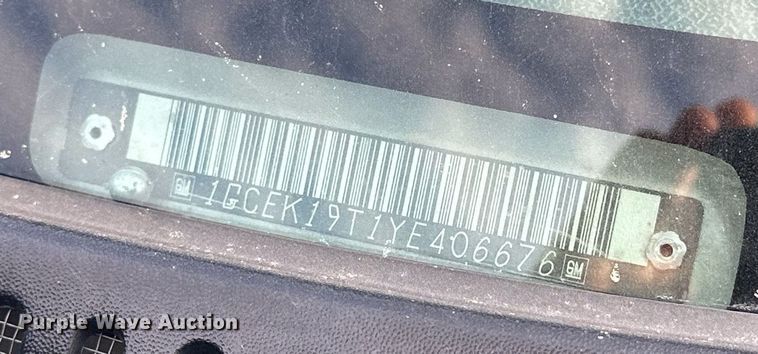 GM 1GCEK19T1YE406676 GM
Purple Wave Auction